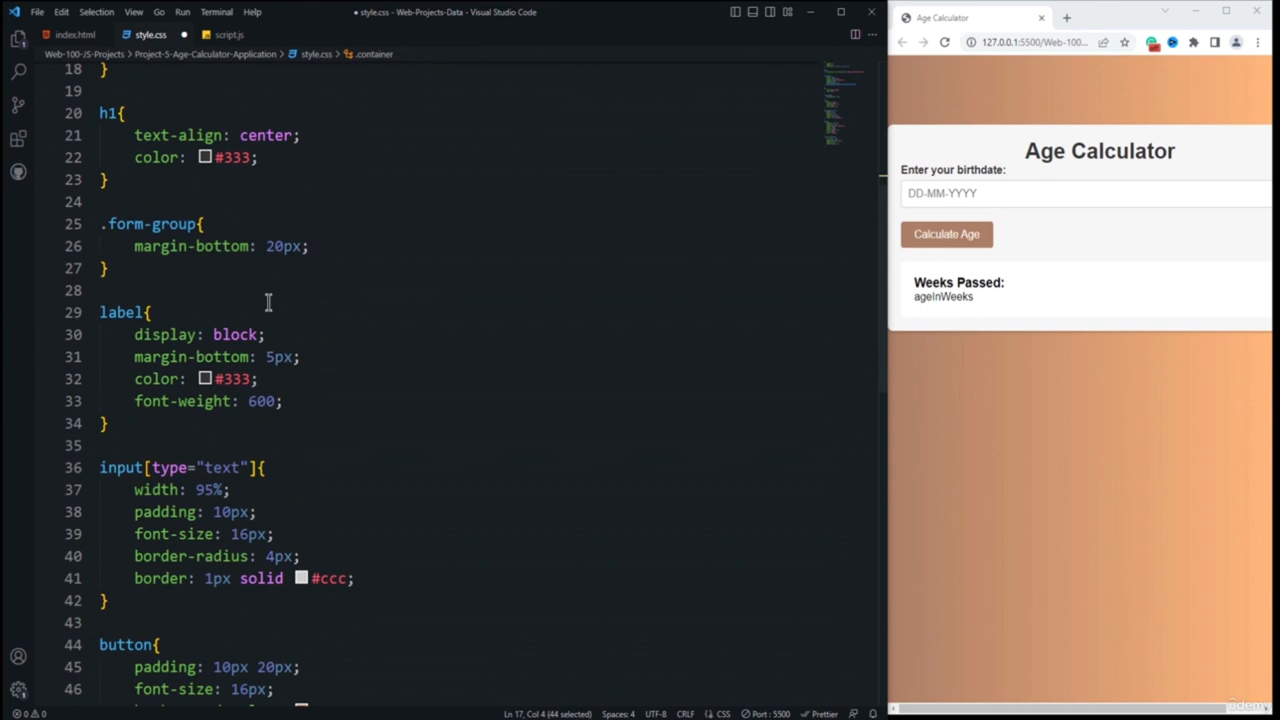 File Edit Selection View Go Run Terminal Help
● style.css - Web-Projects-Data - Visual Studio Code
index.html style.css ● script.js
Web-100-JS-Projects > Project-5-Age-Calculator-Application > style.css > .container
18 }
19
20 h1{
21 text-align: center;
22 color: #333;
23 }
24
25 .form-group{
26 margin-bottom: 20px;
27 }
28
29 label{
30 display: block;
31 margin-bottom: 5px;
32 color: #333;
33 font-weight: 600;
34 }
35
36 input[type="text"]{
37 width: 95%;
38 padding: 10px;
39 font-size: 16px;
40 border-radius: 4px;
41 border: 1px solid #ccc;
42 }
43
44 button{
45 padding: 10px 20px;
46 font-size: 16px;
0 0 Ln 17, Col 4 (44 selected) Spaces: 4 UTF-8 CRLF CSS Port : 5500 Prettier
Age Calculator
127.0.0.1:5500/Web-100...
Age Calculator
Enter your birthdate:
DD-MM-YYYY
Calculate Age
Weeks Passed:
ageInWeeks
Udemy